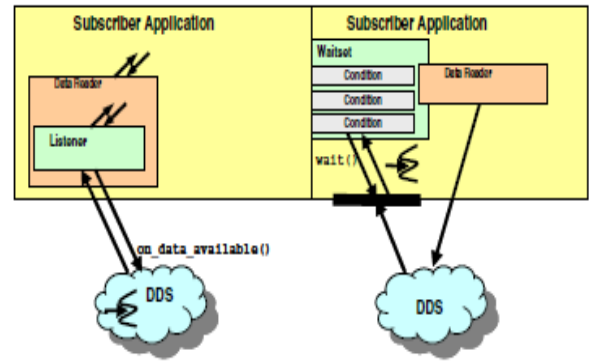 Subscriber Application
Data Reader
Listener
on_data_available()
DDS
Subscriber Application
Waitset
Condition
Condition
Condition
Data Reader
wait()
DDS